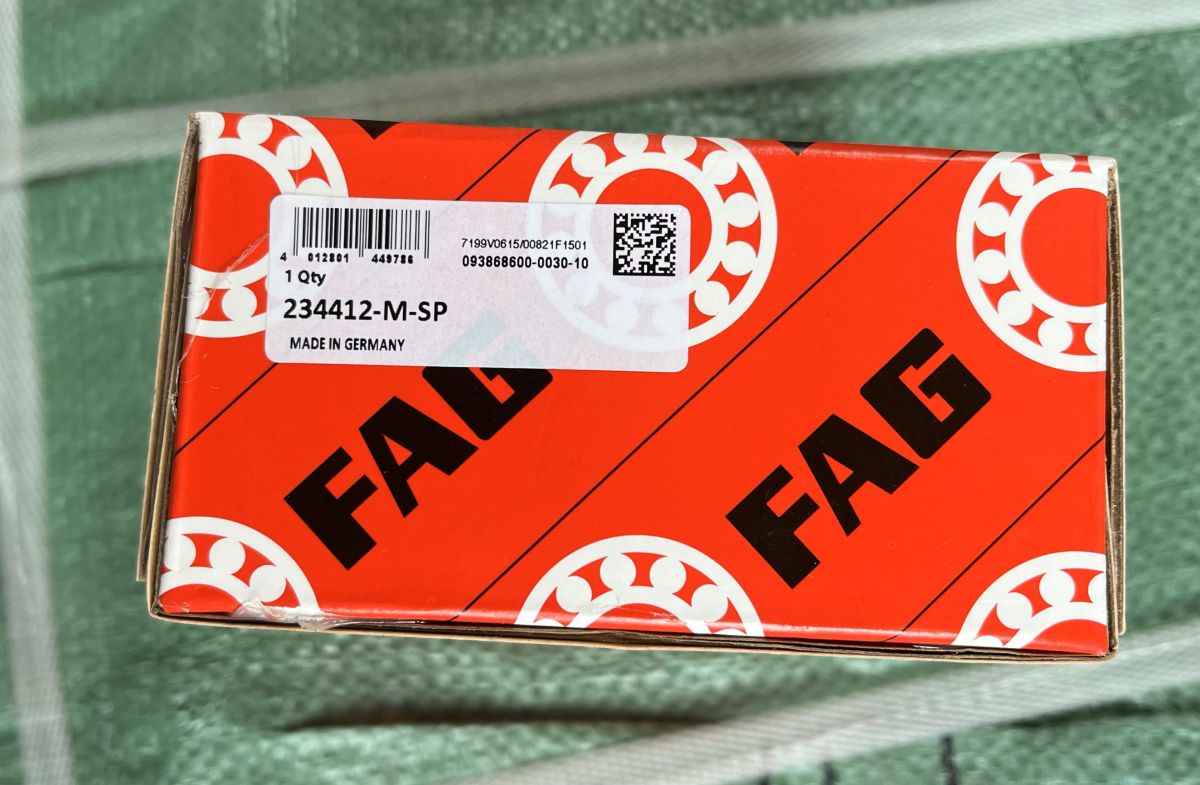 4 012801 449786
7199V0615/00821F1501
093868600-0030-10
1 Qty
234412-M-SP
MADE IN GERMANY
FAG
FAG